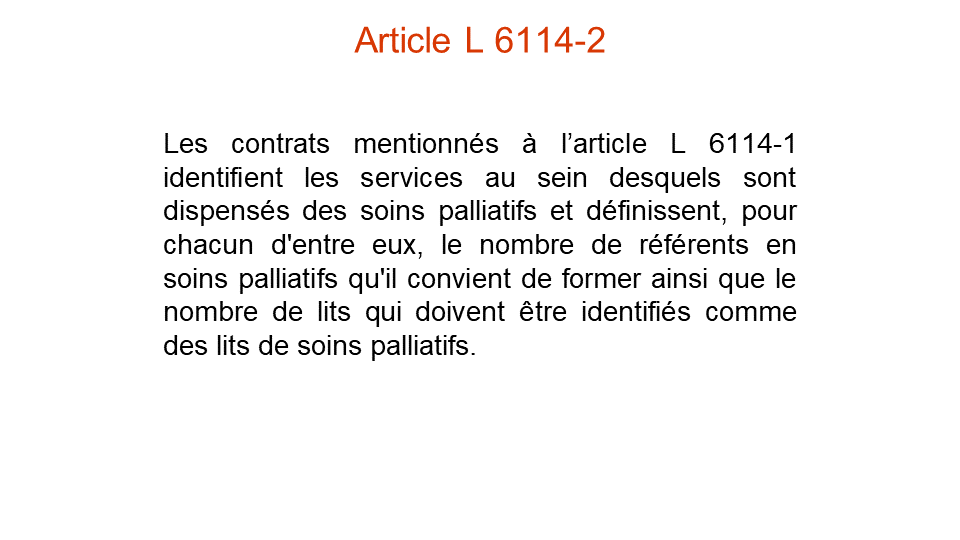 Article L 6114-2
Les contrats mentionnés à l’article L 6114-1
identifient les services au sein desquels sont
dispensés des soins palliatifs et définissent, pour
chacun d'entre eux, le nombre de référents en
soins palliatifs qu'il convient de former ainsi que le
nombre de lits qui doivent être identifiés comme
des lits de soins palliatifs.